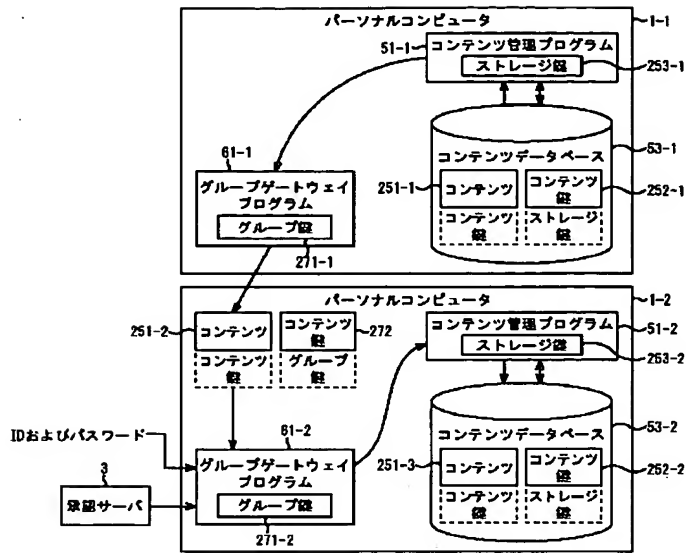 パーソナルコンピュータ
1-1
51-1
コンテンツ管理プログラム
ストレージ鍵
253-1
61-1
グループゲートウェイ
プログラム
グループ鍵
271-1
53-1
コンテンツデータベース
251-1
コンテンツ
コンテンツ
鍵
252-1
コンテンツ
鍵
ストレージ
鍵
パーソナルコンピュータ
1-2
251-2
コンテンツ
コンテンツ
鍵
272
コンテンツ
鍵
グループ
鍵
コンテンツ管理プログラム
51-2
ストレージ鍵
253-2
IDおよびパスワード
3
承認サーバ
61-2
グループゲートウェイ
プログラム
グループ鍵
271-2
53-2
コンテンツデータベース
251-3
コンテンツ
コンテンツ
鍵
252-2
コンテンツ
鍵
ストレージ
鍵